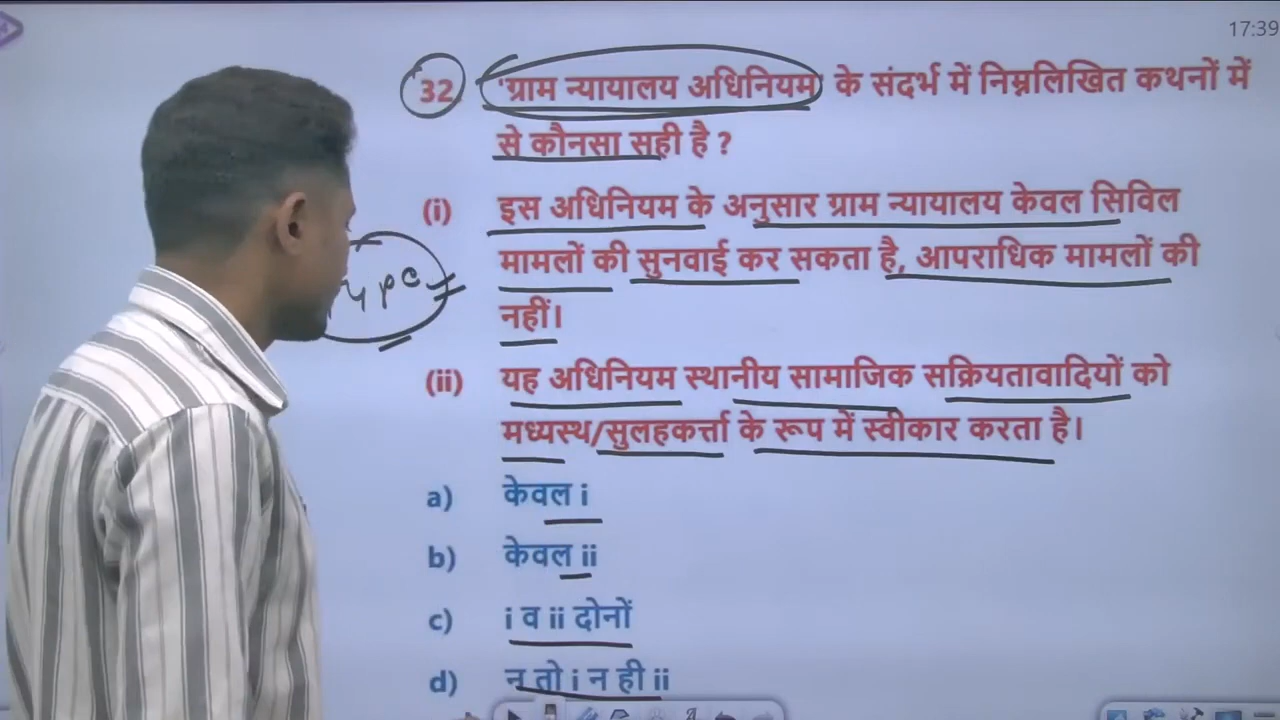 17:39
32 'ग्राम न्यायालय अधिनियम' के संदर्भ में निम्नलिखित कथनों में
से कौनसा सही है ?
(i) इस अधिनियम के अनुसार ग्राम न्यायालय केवल सिविल
मामलों की सुनवाई कर सकता है, आपराधिक मामलों की
नहीं।
(ii) यह अधिनियम स्थानीय सामाजिक सक्रियतावादियों को
मध्यस्थ/सुलहकर्त्ता के रूप में स्वीकार करता है।
a) केवल i
b) केवल ii
c) i व ii दोनों
d) न तो i न ही ii